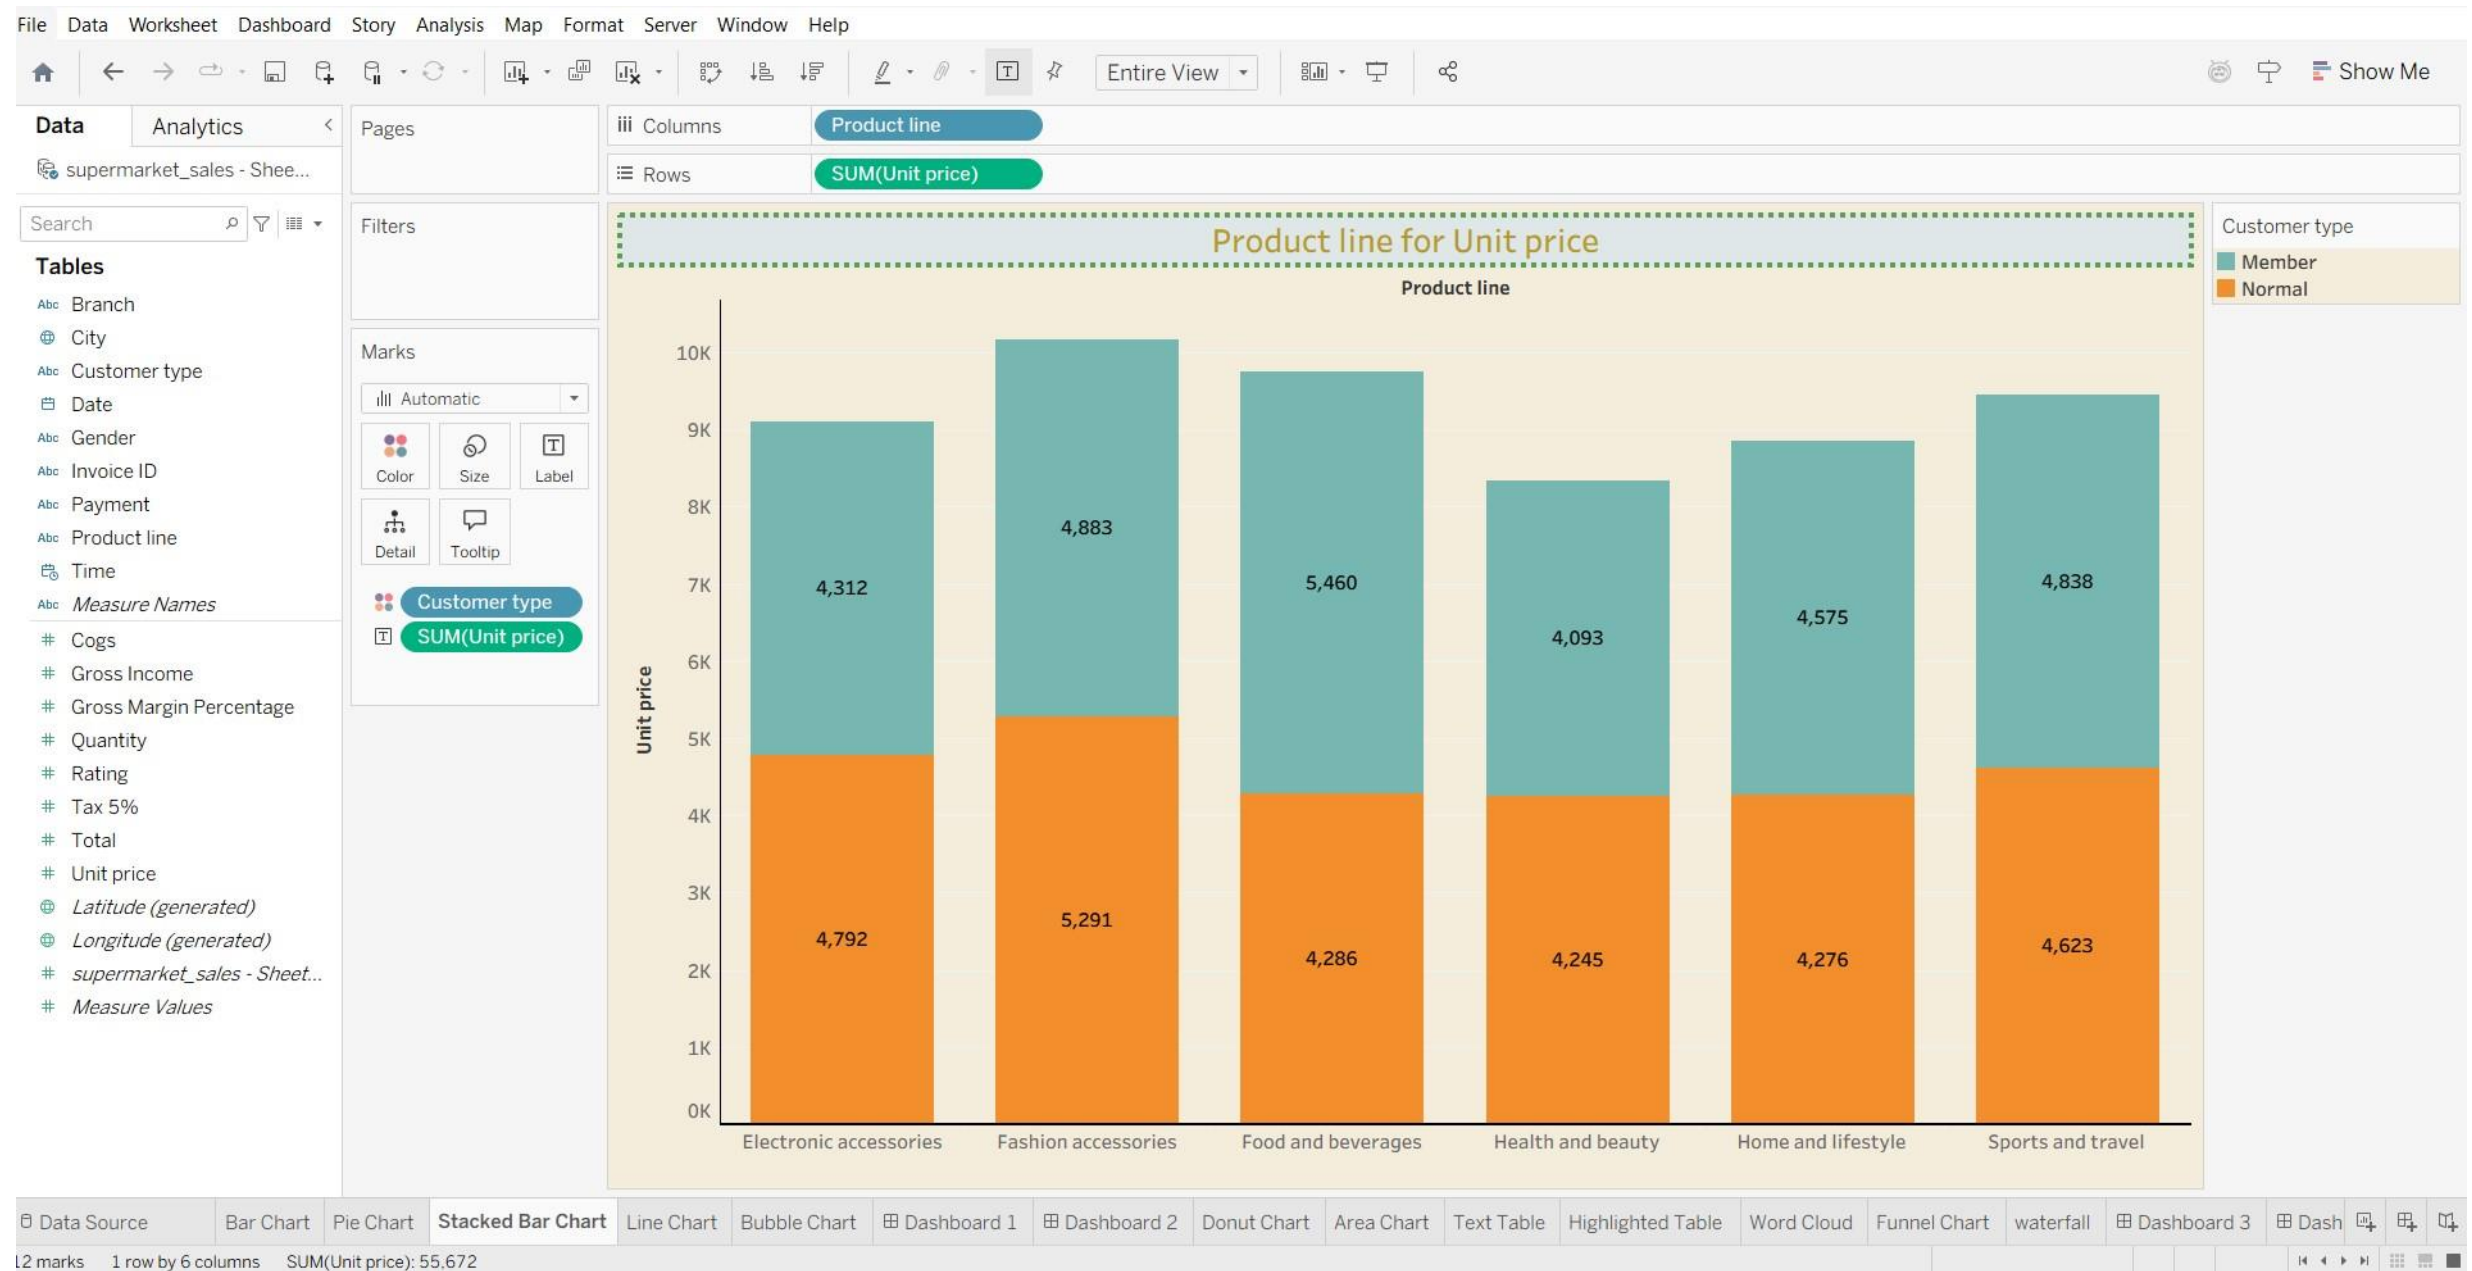 File Data Worksheet Dashboard Story Analysis Map Format Server Window Help
Entire View
Show Me
Data Analytics
supermarket_sales - Shee...
Search
Tables
Abc Branch
City
Abc Customer type
Date
Abc Gender
Abc Invoice ID
Abc Payment
Abc Product line
Time
Abc Measure Names
# Cogs
# Gross Income
# Gross Margin Percentage
# Quantity
# Rating
# Tax 5%
# Total
# Unit price
Latitude (generated)
Longitude (generated)
# supermarket_sales - Sheet...
# Measure Values
Pages
Filters
Marks
Automatic
Color Size Label
Detail Tooltip
Customer type
SUM(Unit price)
Columns Product line
Rows SUM(Unit price)
Product line for Unit price
Product line
Unit price
10K
9K
8K
7K
6K
5K
4K
3K
2K
1K
0K
4,312 4,883 5,460 4,093 4,575 4,838
4,792 5,291 4,286 4,245 4,276 4,623
Electronic accessories Fashion accessories Food and beverages Health and beauty Home and lifestyle Sports and travel
Customer type
Member
Normal
Data Source Bar Chart Pie Chart Stacked Bar Chart Line Chart Bubble Chart Dashboard 1 Dashboard 2 Donut Chart Area Chart Text Table Highlighted Table Word Cloud Funnel Chart waterfall Dashboard 3 Dash
12 marks 1 row by 6 columns SUM(Unit price): 55,672